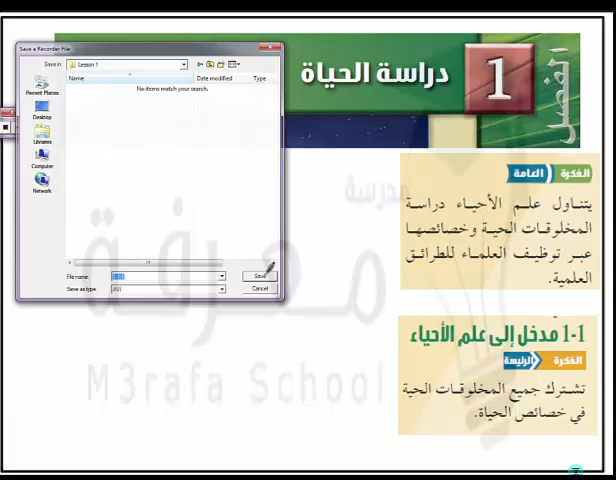 Save a Recorder File
Save in:
Lesson 1
Name
Date modified
Type
No items match your search.
Recent Places
Desktop
Libraries
Computer
Network
File name:
1-1-1
Save
Save as type
AVI
Cancel
الفصل
1
دراسة الحياة
الفكرة العامة
يتناول علم الأحياء دراسة
المخلوقات الحية وخصائصها
عبر توظيف العلماء للطرائق
العلمية.
1-1 مدخل إلى علم الأحياء
الفكرة الرئيسة
تشترك جميع المخلوقات الحية
في خصائص الحياة.
مدرسة
معرفة
M3rafa School